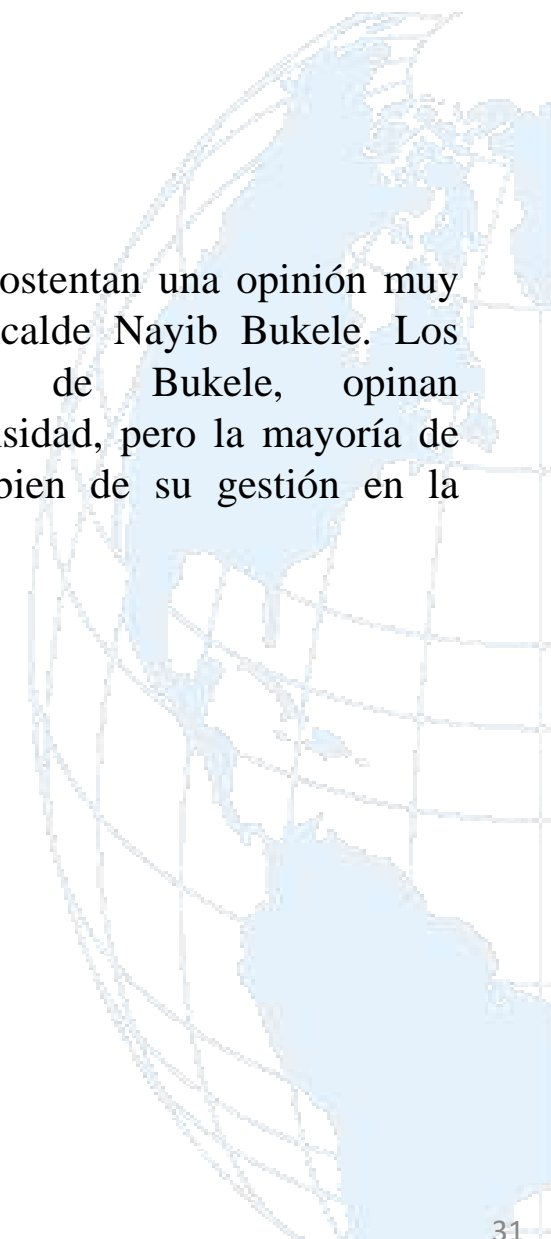 ostentan una opinión muy
calde Nayib Bukele. Los
de Bukele, opinan
sidad, pero la mayoría de
bien de su gestión en la
31